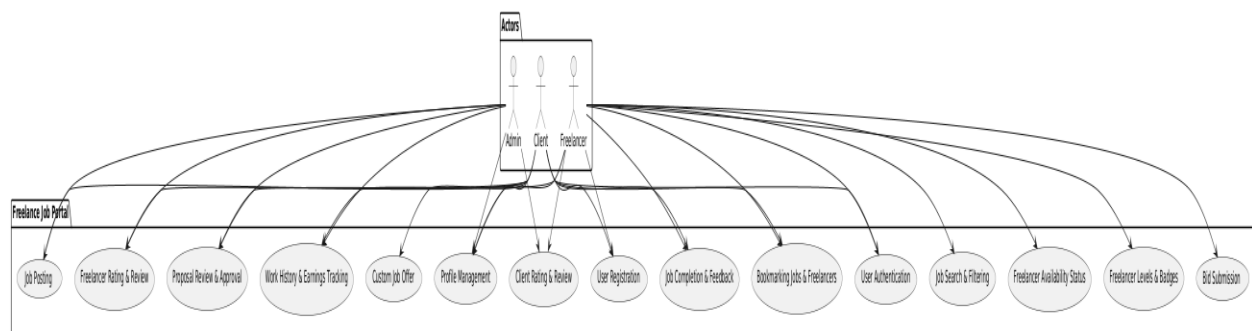 Actors
Admin
Client
Freelancer
Freelance Job Portal
Job Posting
Freelancer Rating & Review
Proposal Review & Approval
Work History & Earnings Tracking
Custom Job Offer
Profile Management
Client Rating & Review
User Registration
Job Completion & Feedback
Bookmarking Jobs & Freelancers
User Authentication
Job Search & Filtering
Freelancer Availability Status
Freelancer Levels & Badges
Bid Submission